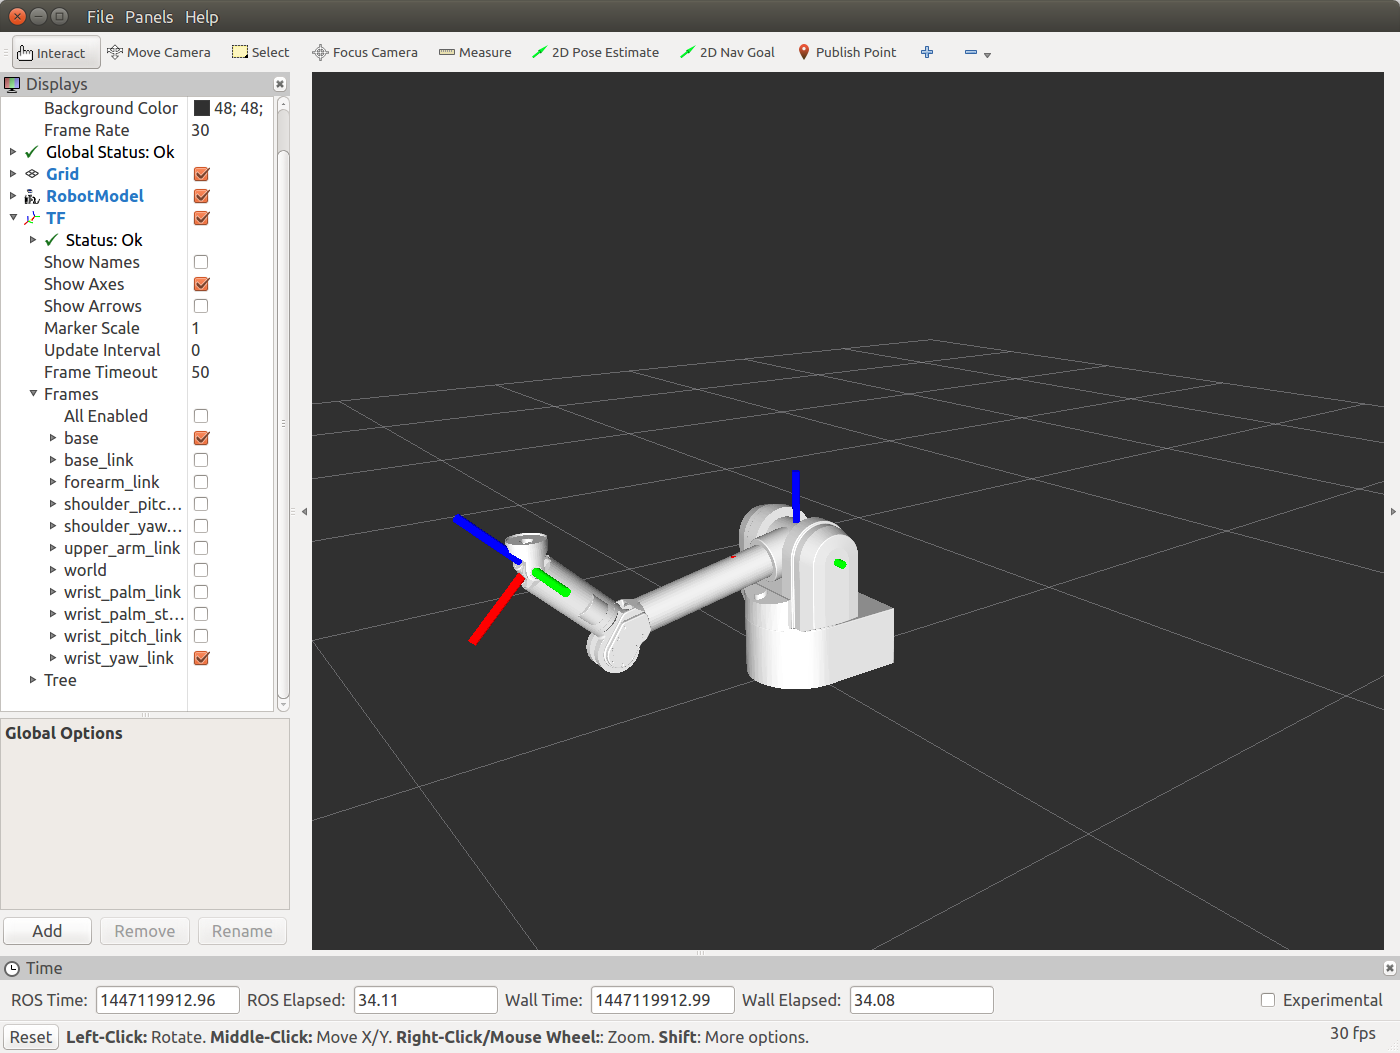 File Panels Help
Interact Move Camera Select Focus Camera Measure 2D Pose Estimate 2D Nav Goal Publish Point
Displays
Background Color 48; 48;
Frame Rate 30
Global Status: Ok
Grid
RobotModel
TF
Status: Ok
Show Names
Show Axes
Show Arrows
Marker Scale 1
Update Interval 0
Frame Timeout 50
Frames
All Enabled
base
base_link
forearm_link
shoulder_pitc...
shoulder_yaw...
upper_arm_link
world
wrist_palm_link
wrist_palm_st...
wrist_pitch_link
wrist_yaw_link
Tree
Global Options
Add Remove Rename
Time
ROS Time: 1447119912.96 ROS Elapsed: 34.11 Wall Time: 1447119912.99 Wall Elapsed: 34.08 Experimental
Reset Left-Click: Rotate. Middle-Click: Move X/Y. Right-Click/Mouse Wheel:: Zoom. Shift: More options. 30 fps